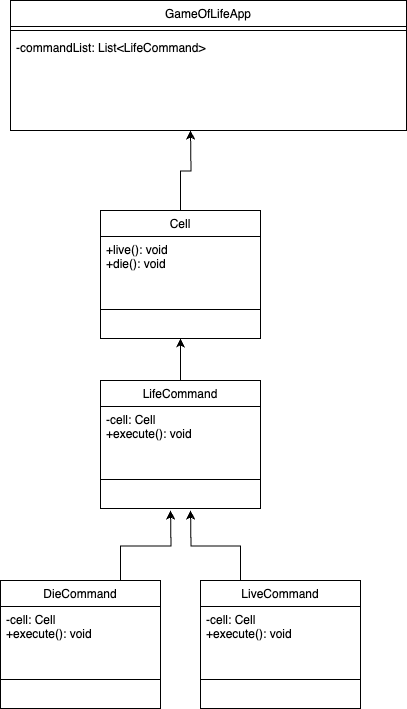 GameOfLifeApp
-commandList: List<LifeCommand>
Cell
+live(): void
+die(): void
LifeCommand
-cell: Cell
+execute(): void
DieCommand
-cell: Cell
+execute(): void
LiveCommand
-cell: Cell
+execute(): void